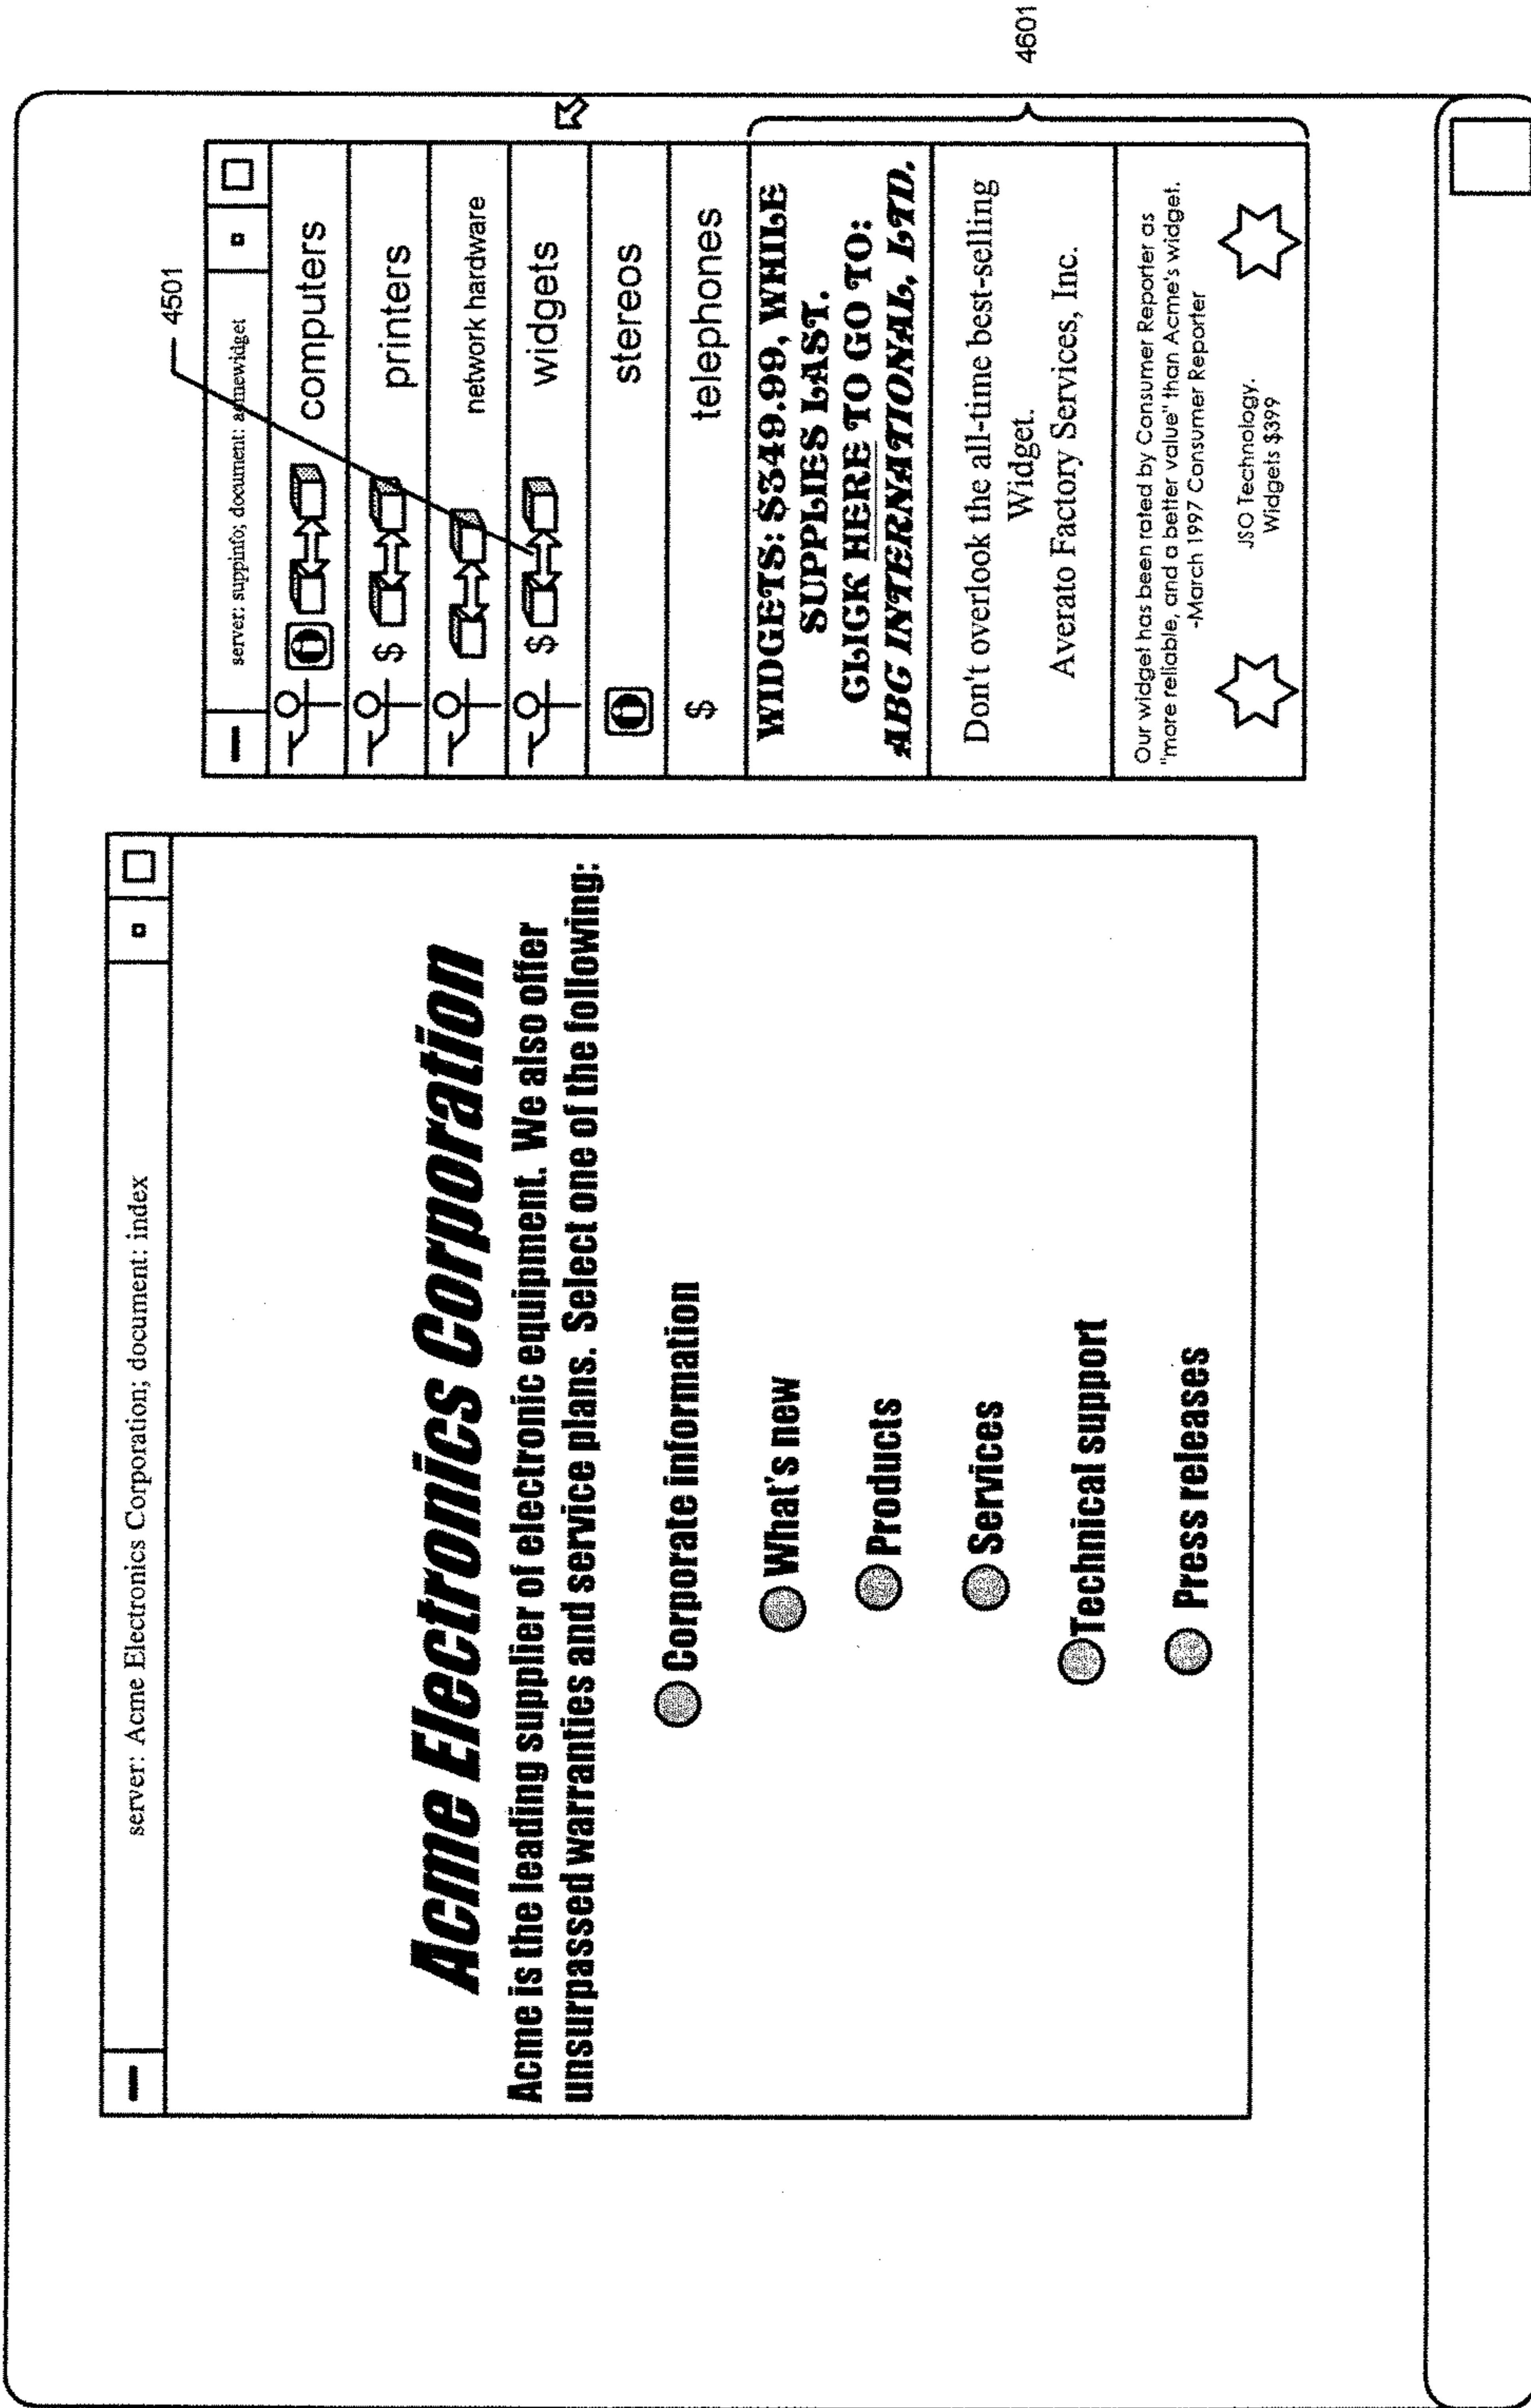 server: Acme Electronics Corporation; document: index
Acme Electronics Corporation
Acme is the leading supplier of electronic equipment. We also offer
unsurpassed warranties and service plans. Select one of the following:
Corporate information
What's new
Products
Services
Technical support
Press releases
4501
server: suppinfo; document: acmewidget
computers
printers
network hardware
$
widgets
$
stereos
telephones
$
WIDGETS: $349.99, WHILE
SUPPLIES LAST.
CLICK HERE TO GO TO:
ABC INTERNATIONAL, LTD.
Don't overlook the all-time best-selling
Widget.
Averato Factory Services, Inc.
Our widget has been rated by Consumer Reporter as
"more reliable, and a better value" than Acme's widget.
-March 1997 Consumer Reporter
JSO Technology.
Widgets $399
4601